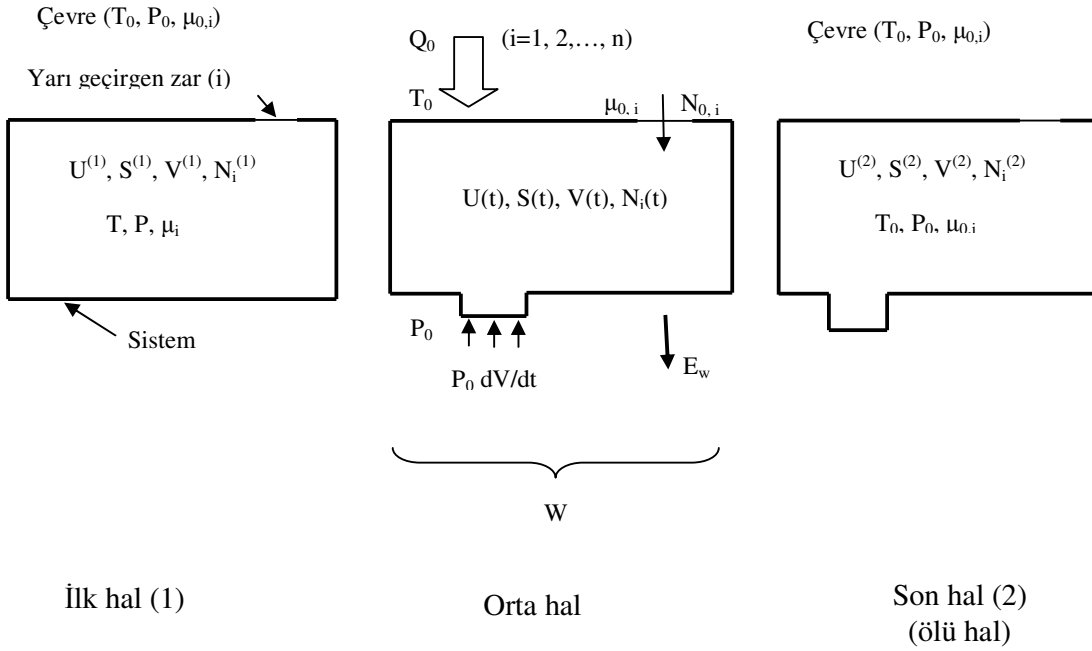 Çevre (T₀, P₀, μ₀,ᵢ)
Yarı geçirgen zar (i)
U⁽¹⁾, S⁽¹⁾, V⁽¹⁾, Nᵢ⁽¹⁾
T, P, μᵢ
Sistem
İlk hal (1)
Q₀
(i=1, 2,…, n)
T₀
μ₀, ᵢ
N₀, ᵢ
U(t), S(t), V(t), Nᵢ(t)
P₀
P₀ dV/dt
E_w
W
Orta hal
Çevre (T₀, P₀, μ₀,ᵢ)
U⁽²⁾, S⁽²⁾, V⁽²⁾, Nᵢ⁽²⁾
T₀, P₀, μ₀,ᵢ
Son hal (2)
(ölü hal)